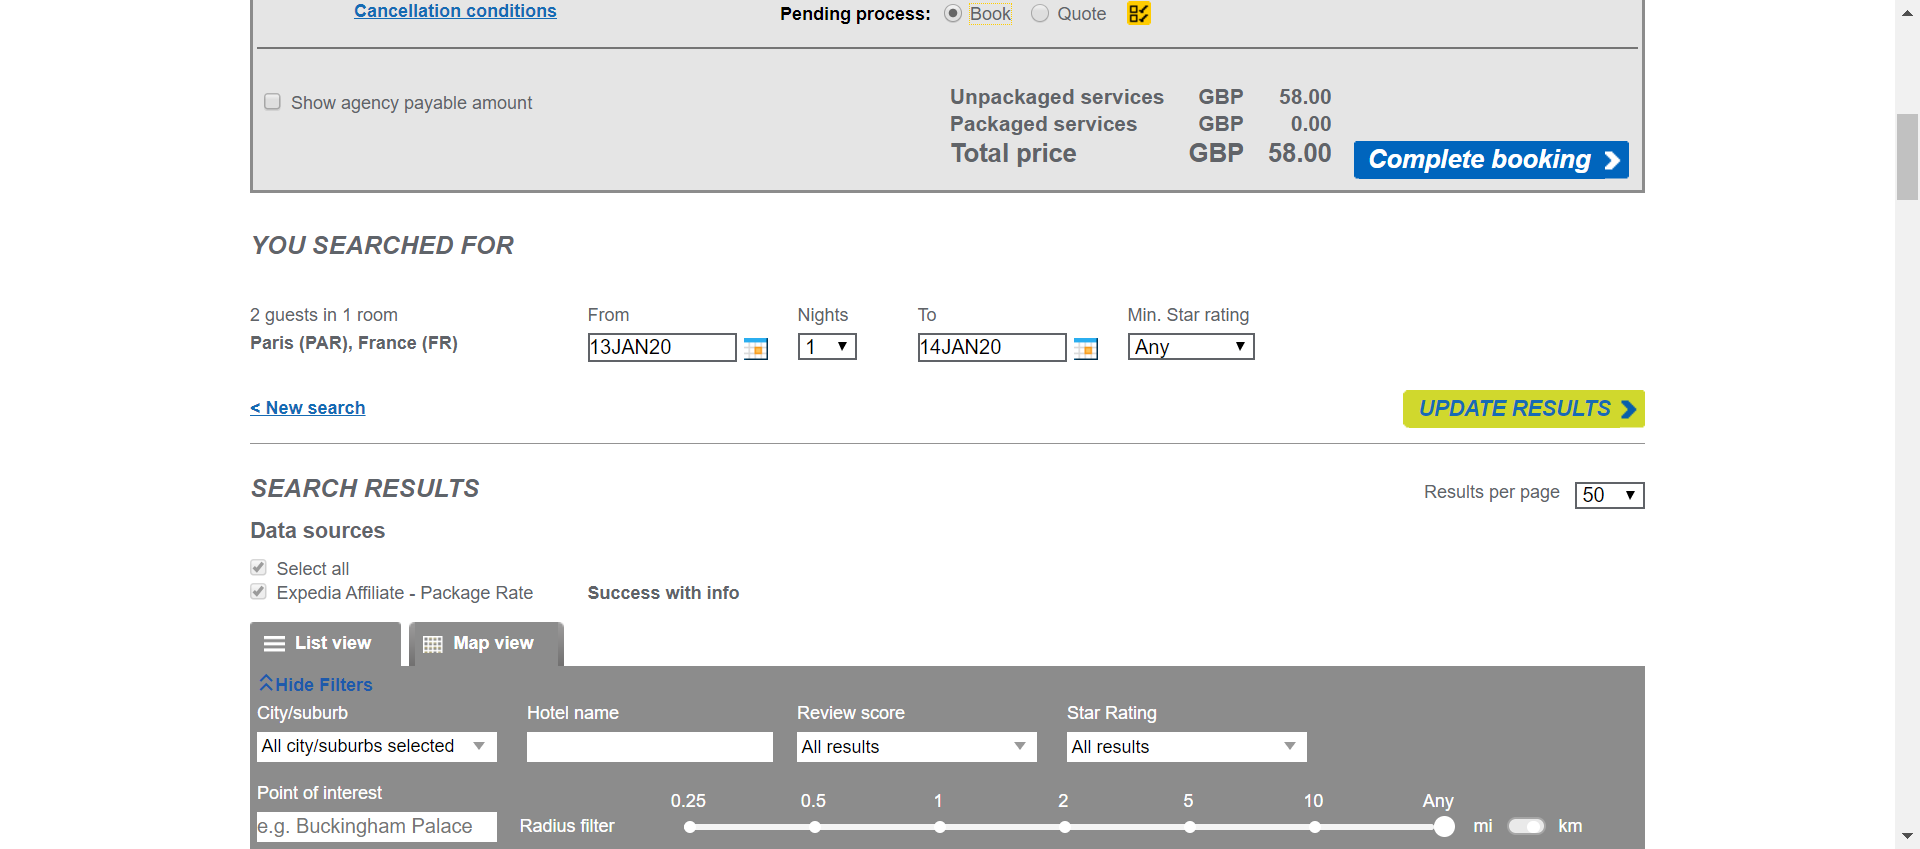 Cancellation conditions
Pending process: Book Quote
Show agency payable amount
Unpackaged services GBP 58.00
Packaged services GBP 0.00
Total price GBP 58.00
Complete booking
YOU SEARCHED FOR
2 guests in 1 room From Nights To Min. Star rating
Paris (PAR), France (FR) 13JAN20 1 14JAN20 Any
< New search
UPDATE RESULTS
SEARCH RESULTS
Results per page 50
Data sources
Select all
Expedia Affiliate - Package Rate Success with info
List view Map view
Hide Filters
City/suburb Hotel name Review score Star Rating
All city/suburbs selected All results All results
Point of interest
0.25 0.5 1 2 5 10 Any
e.g. Buckingham Palace Radius filter mi km